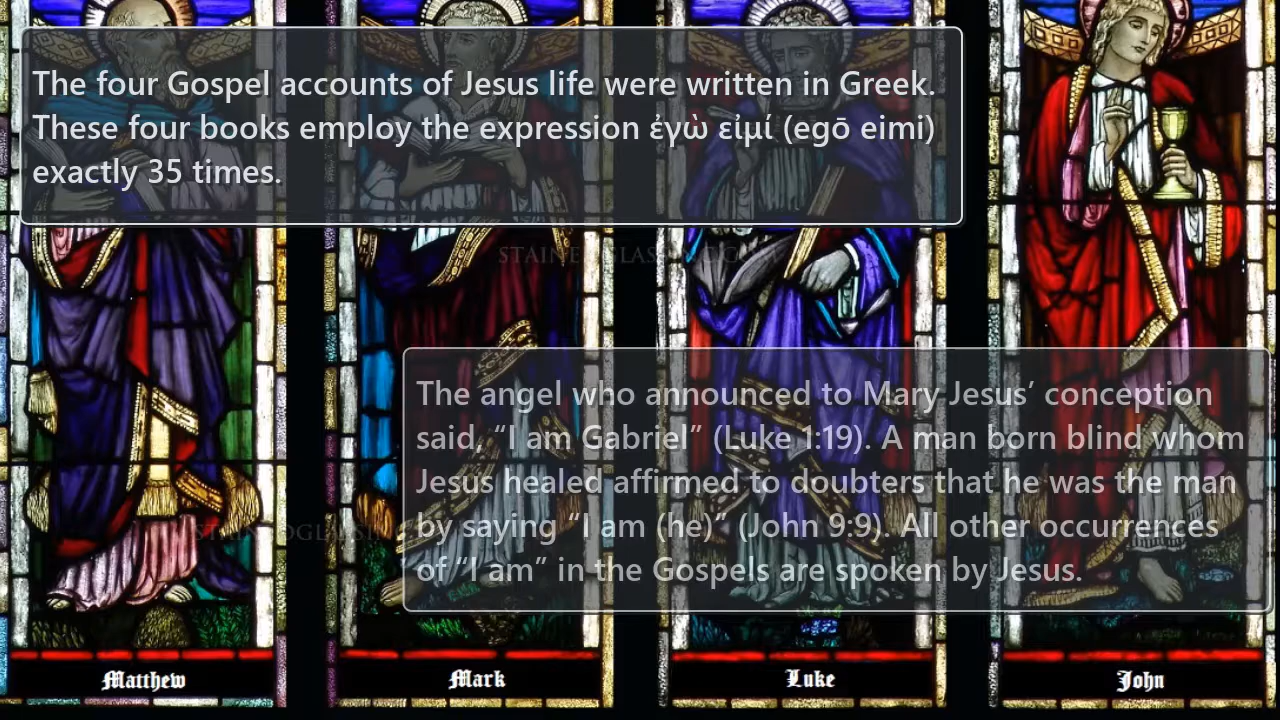 The four Gospel accounts of Jesus life were written in Greek.
These four books employ the expression ἐγὼ εἰμί (egō eimi)
exactly 35 times.
The angel who announced to Mary Jesus’ conception
said, “I am Gabriel” (Luke 1:19). A man born blind whom
Jesus healed affirmed to doubters that he was the man
by saying “I am (he)” (John 9:9). All other occurrences
of “I am” in the Gospels are spoken by Jesus.
Matthew
Mark
Luke
John